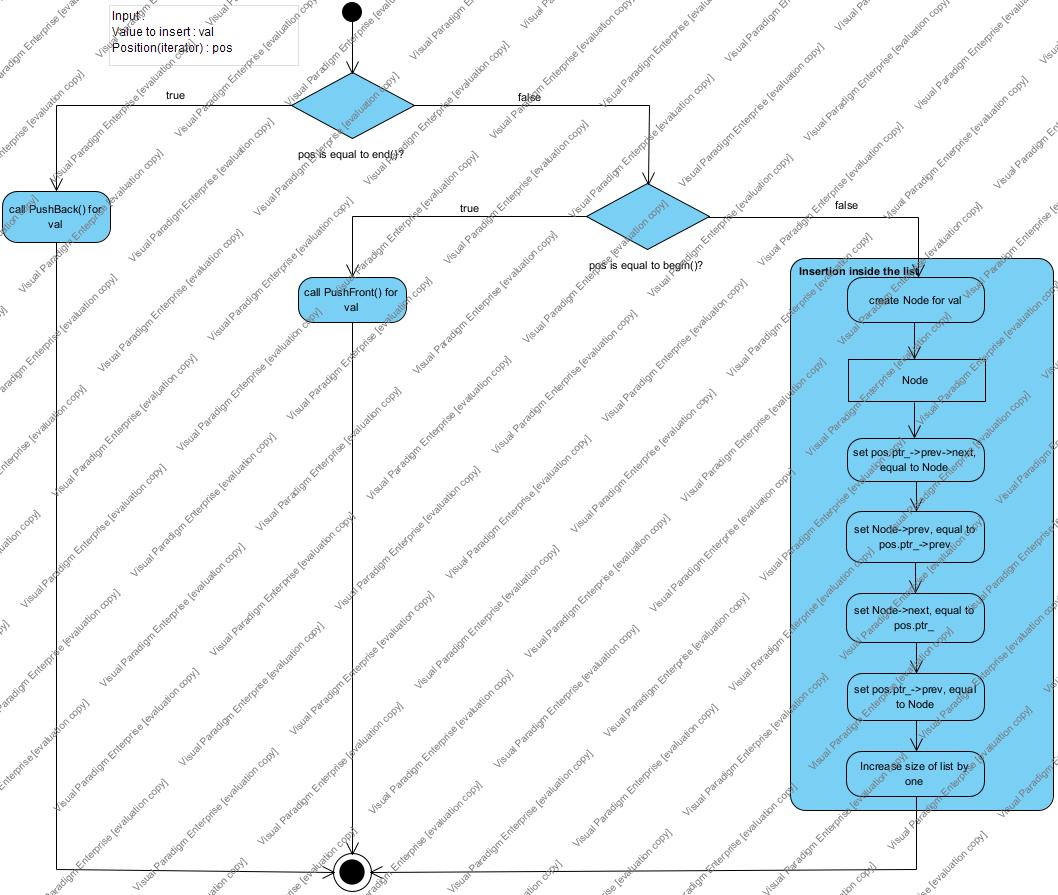 Input:
Value to insert : val
Position(iterator) : pos
true
false
pos is equal to end()?
call PushBack() for
val
true
false
pos is equal to begin()?
Insertion inside the list
call PushFront() for
val
create Node for val
Node
set pos.ptr_->prev->next,
equal to Node
set Node->prev, equal to
pos.ptr_->prev
set Node->next, equal to
pos.ptr_
set pos.ptr_->prev, equal
to Node
Increase size of list by
one
Visual Paradigm Enterprise [evaluation copy]